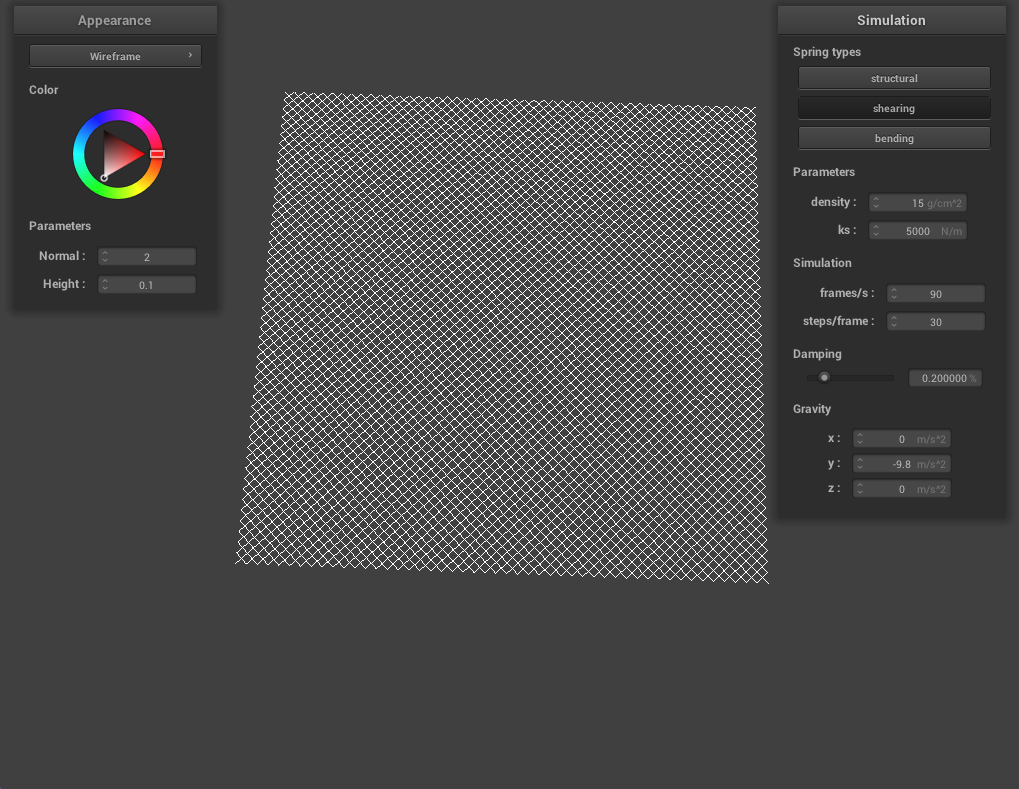 Appearance
Wireframe
Color
Parameters
Normal : 2
Height : 0.1
Simulation
Spring types
structural
shearing
bending
Parameters
density : 15 g/cm^2
ks : 5000 N/m
Simulation
frames/s : 90
steps/frame : 30
Damping
0.200000 %
Gravity
x : 0 m/s^2
y : -9.8 m/s^2
z : 0 m/s^2